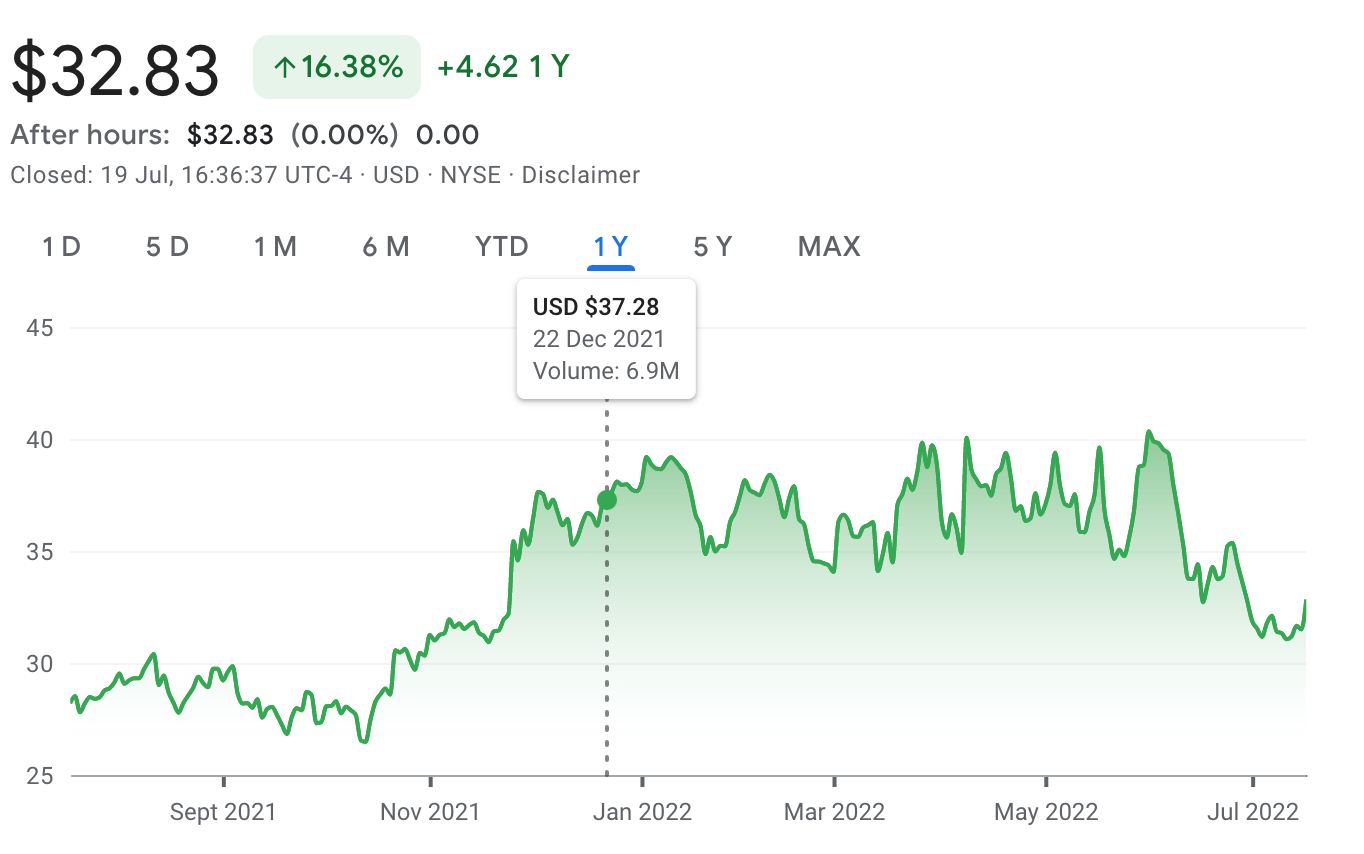 $32.83 ↑16.38% +4.62 1 Y
After hours: $32.83 (0.00%) 0.00
Closed: 19 Jul, 16:36:37 UTC-4 · USD · NYSE · Disclaimer
1 D 5 D 1 M 6 M YTD 1 Y 5 Y MAX
USD $37.28
22 Dec 2021
Volume: 6.9M
45
40
35
30
25
Sept 2021 Nov 2021 Jan 2022 Mar 2022 May 2022 Jul 2022